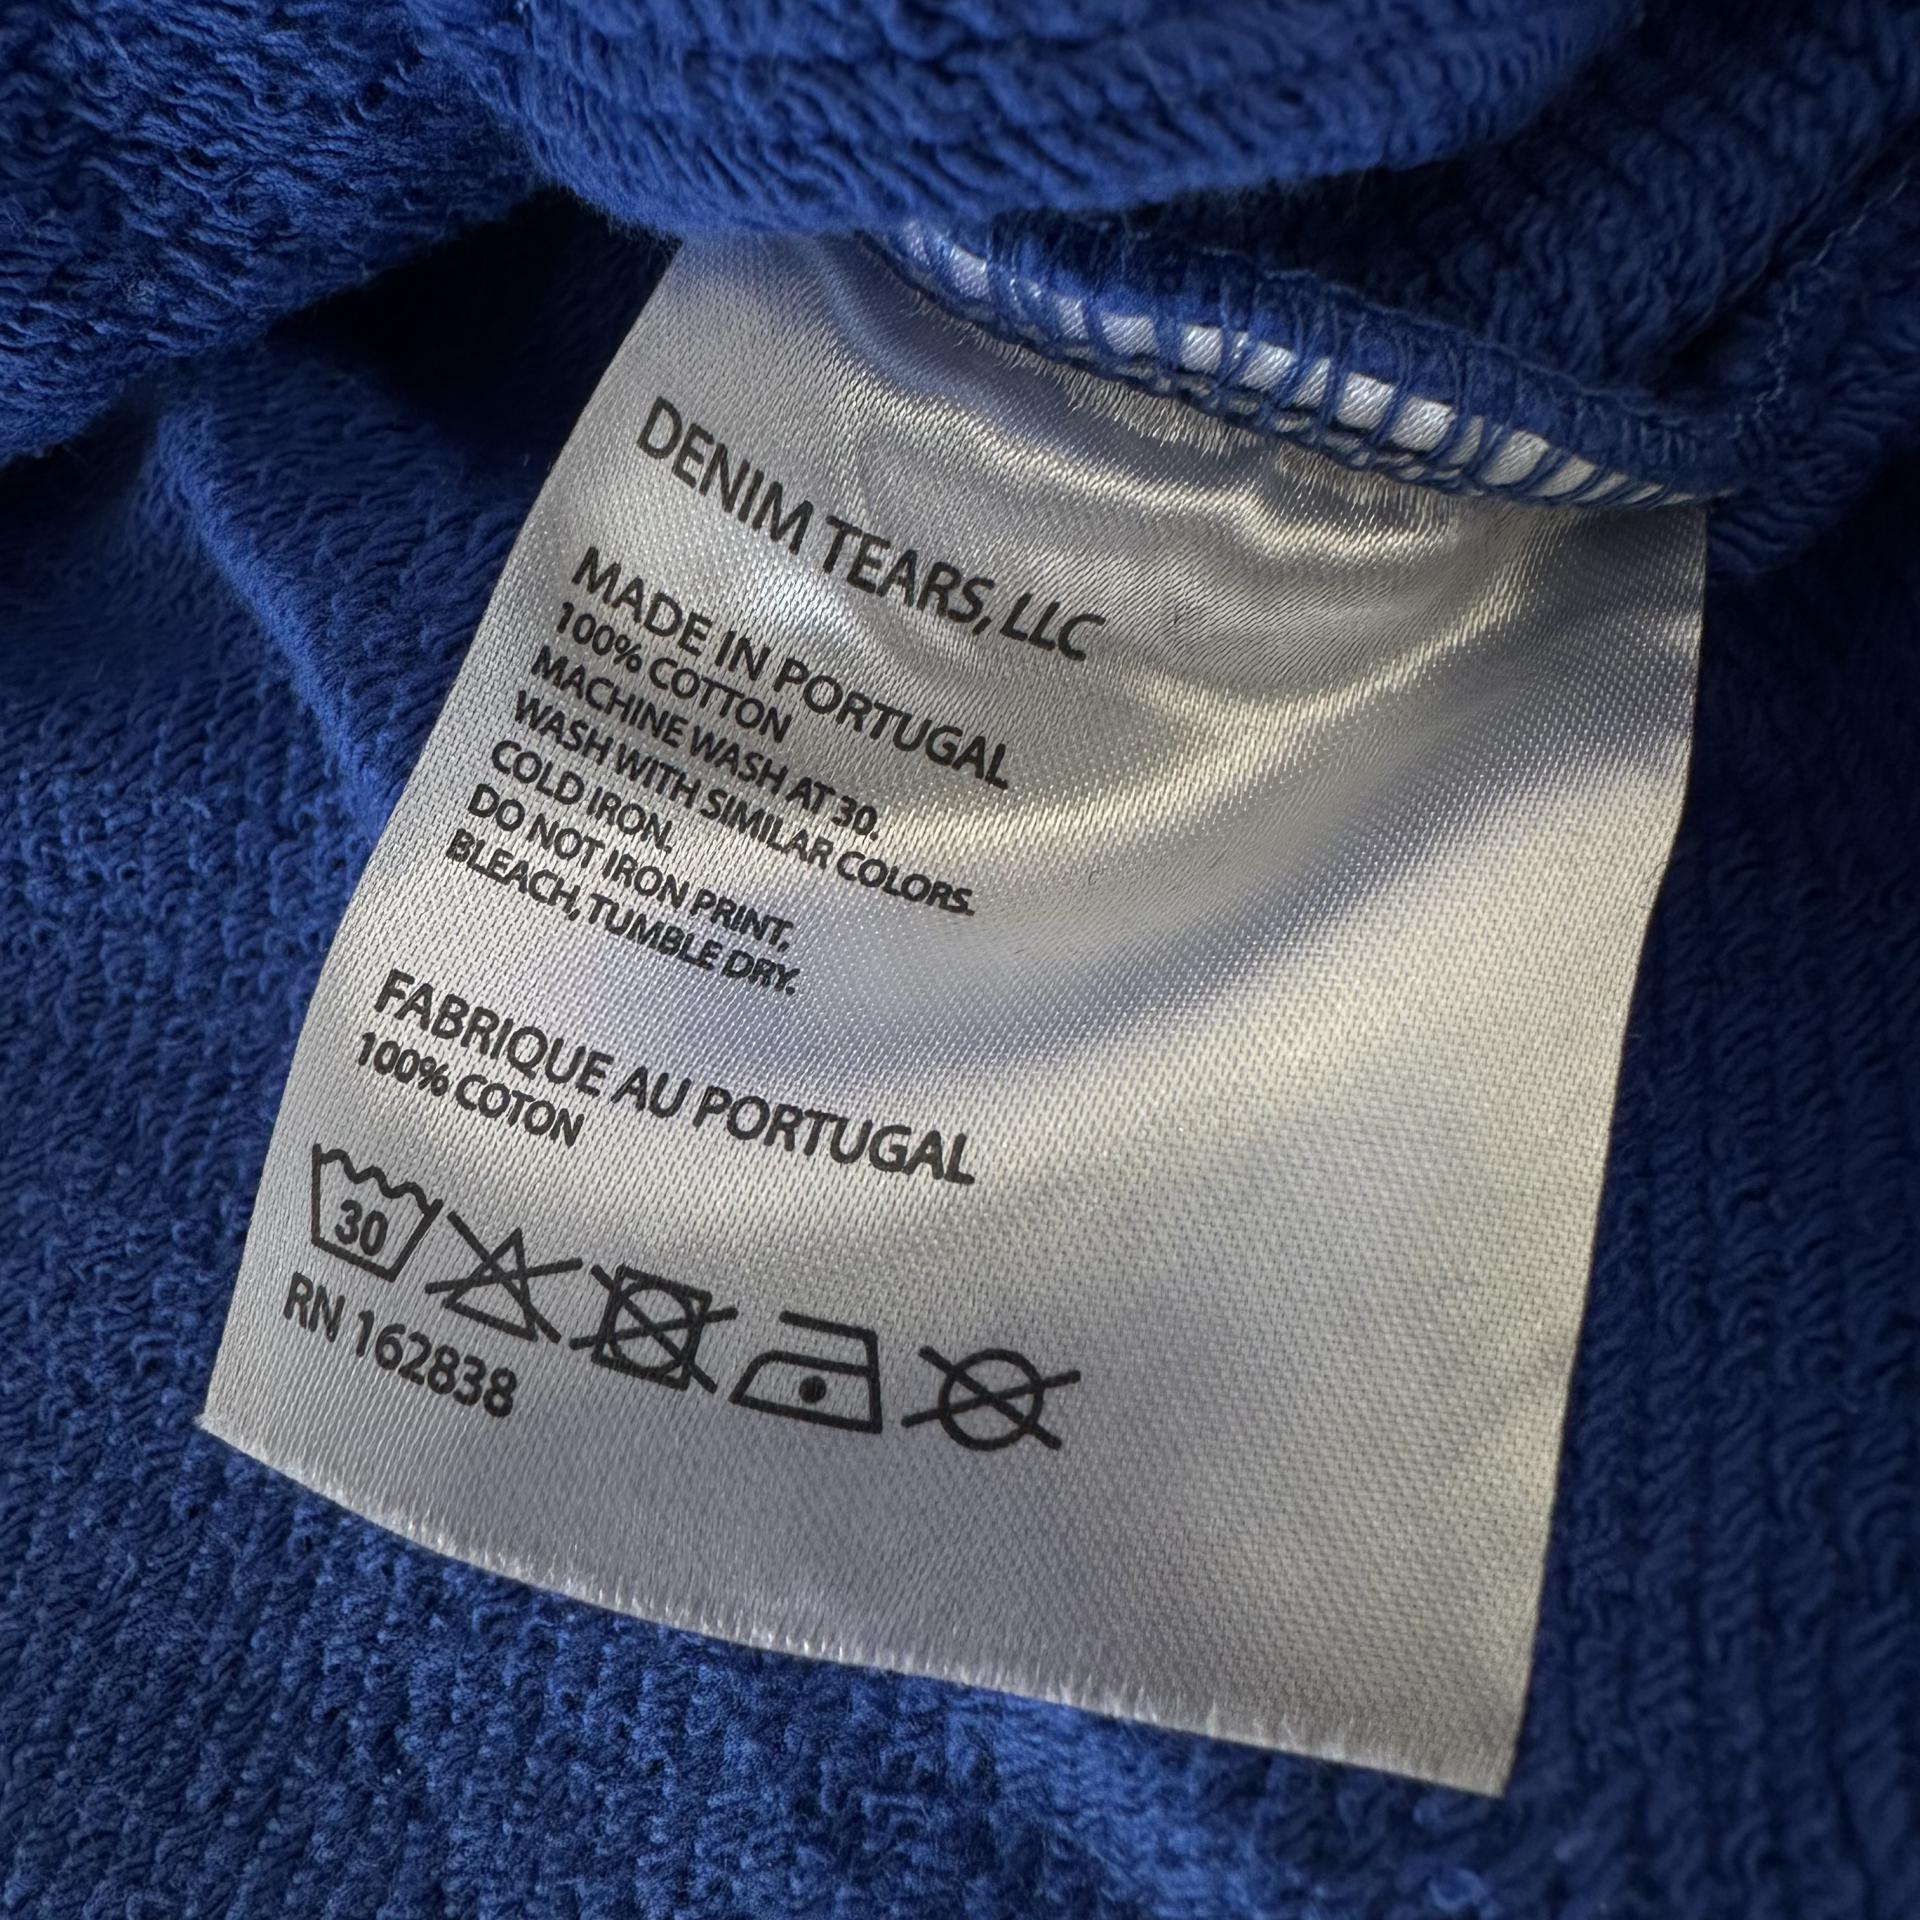 DENIM TEARS, LLC
MADE IN PORTUGAL
100% COTTON
MACHINE WASH AT 30.
WASH WITH SIMILAR COLORS.
COLD IRON.
DO NOT IRON PRINT,
BLEACH, TUMBLE DRY.
FABRIQUE AU PORTUGAL
100% COTON
30
RN 162838